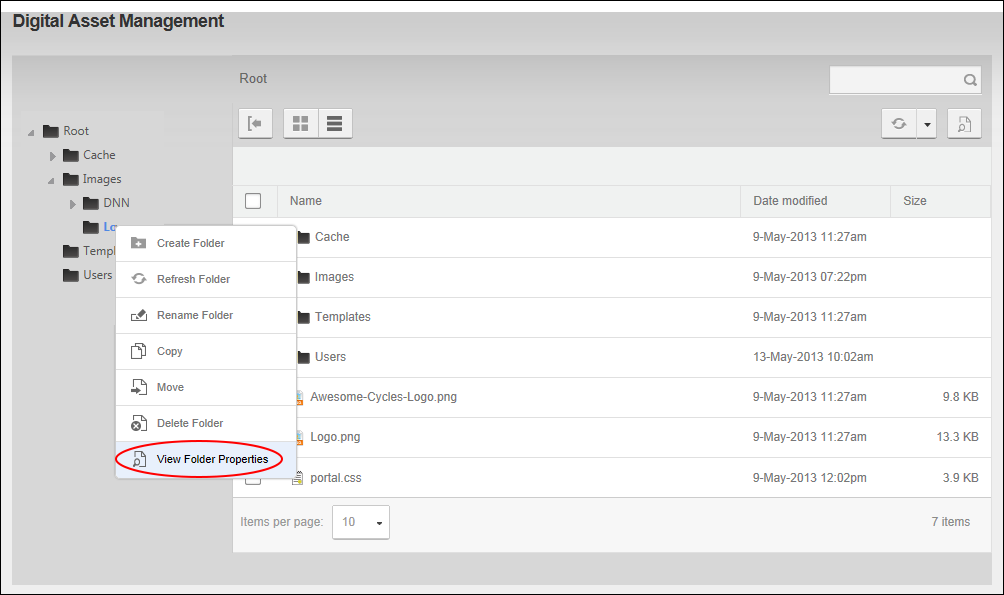 Digital Asset Management
Root
Root
Cache
Images
DNN
Templ
Users
Create Folder
Refresh Folder
Rename Folder
Copy
Move
Delete Folder
View Folder Properties
Name Date modified Size
Cache 9-May-2013 11:27am
Images 9-May-2013 07:22pm
Templates 9-May-2013 11:27am
Users 13-May-2013 10:02am
Awesome-Cycles-Logo.png 9-May-2013 11:27am 9.8 KB
Logo.png 9-May-2013 11:27am 13.3 KB
portal.css 9-May-2013 12:02pm 3.9 KB
Items per page: 10 7 items